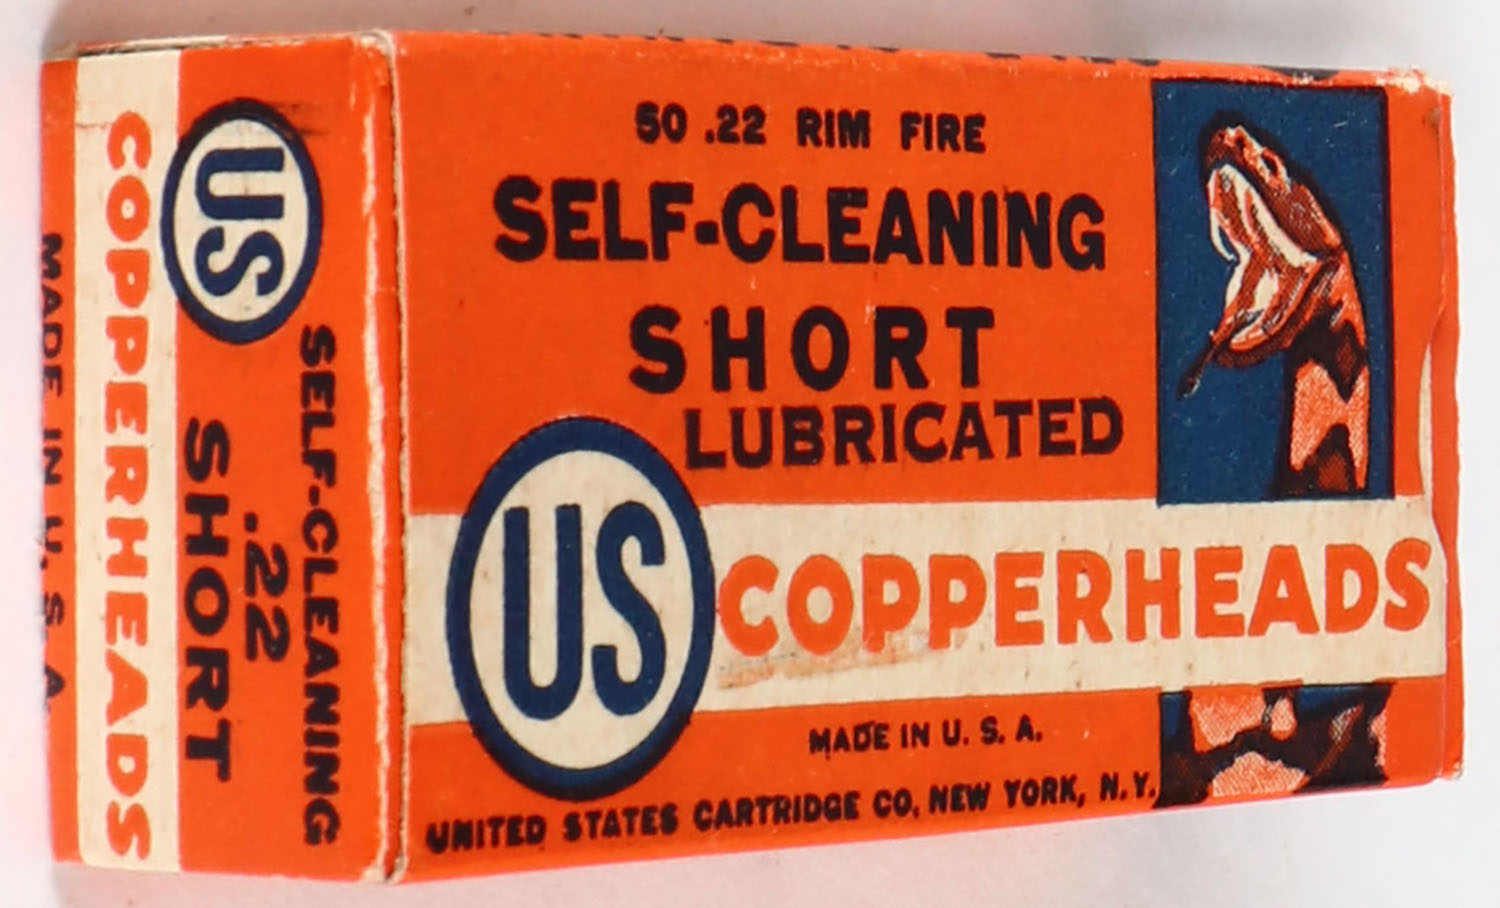 50 .22 RIM FIRE
SELF-CLEANING
SHORT
LUBRICATED
US
COPPERHEADS
MADE IN U. S. A.
UNITED STATES CARTRIDGE CO. NEW YORK, N. Y.
US
SELF-CLEANING
.22
SHORT
COPPERHEADS
MADE IN U. S. A.